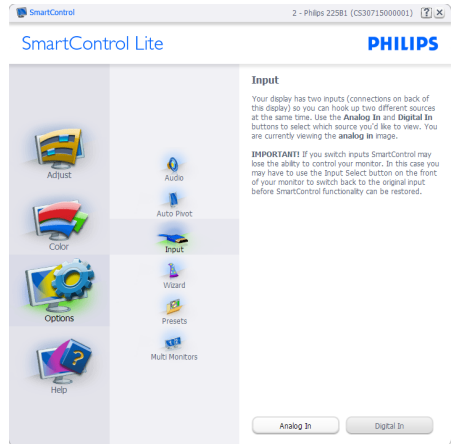 SmartControl
2 - Philips 225B1 (CS30715000001)
?
X
SmartControl Lite
PHILIPS
Adjust
Color
Options
Help
Audio
Auto Pivot
Input
Wizard
Presets
Multi Monitors
Input
Your display has two inputs (connections on back of
this display) so you can hook up two different sources
at the same time. Use the Analog In and Digital In
buttons to select which source you'd like to view. You
are currently viewing the analog in image.
IMPORTANT! If you switch inputs SmartControl may
lose the ability to control your monitor. In this case you
may have to use the Input Select button on the front
of your monitor to switch back to the original input
before SmartControl functionality can be restored.
Analog In
Digital In